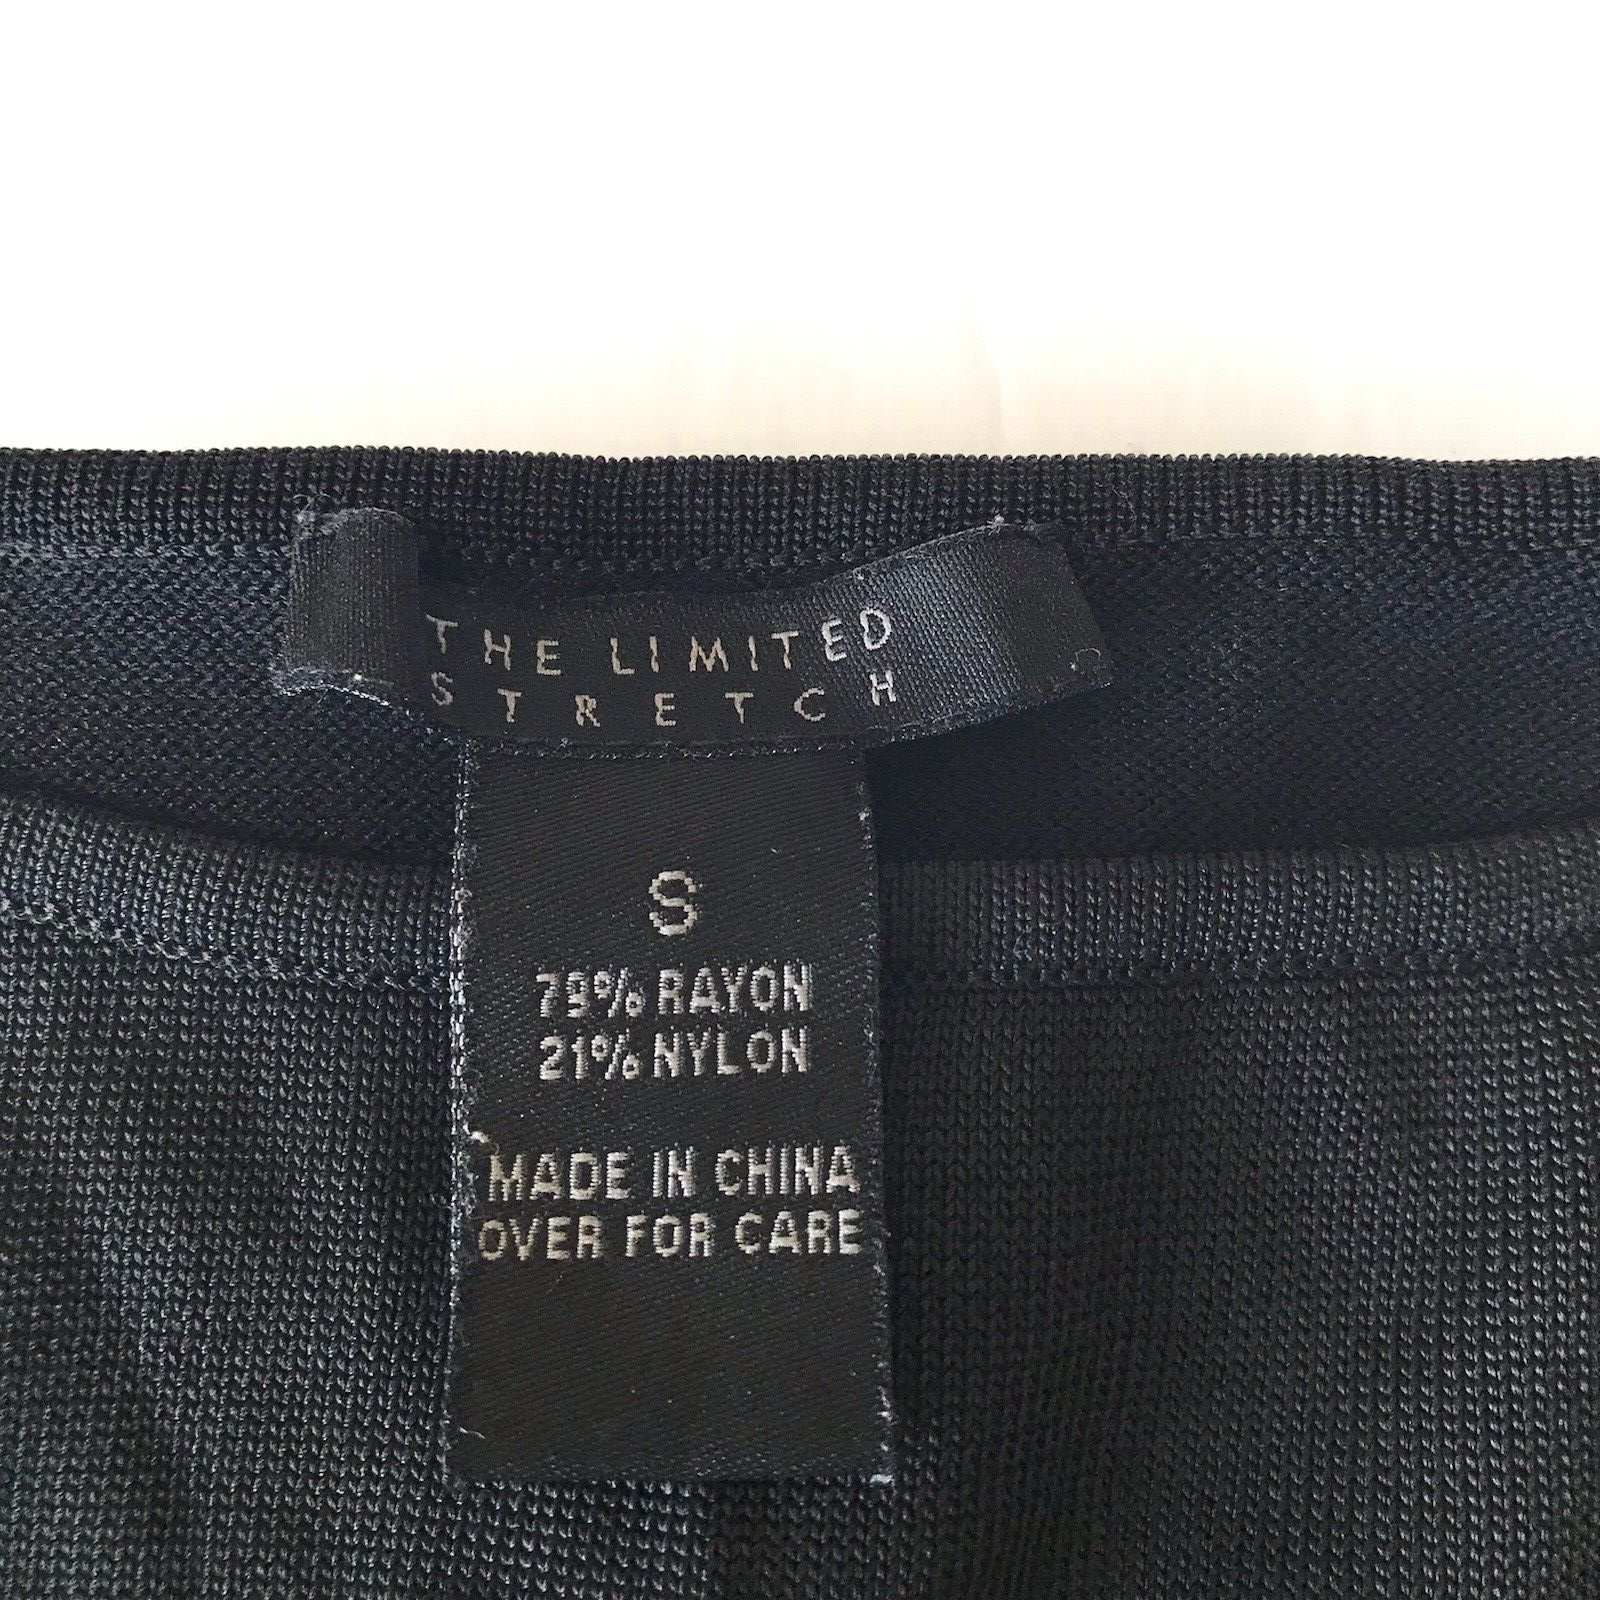 THE LIMITED
STRETCH
S
79% RAYON
21% NYLON
MADE IN CHINA
OVER FOR CARE